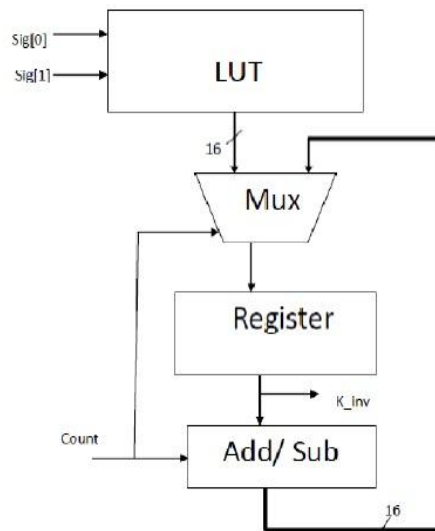 Sig[0]
LUT
Sig[1]
16
Mux
Register
K_inv
Count
Add/ Sub
16